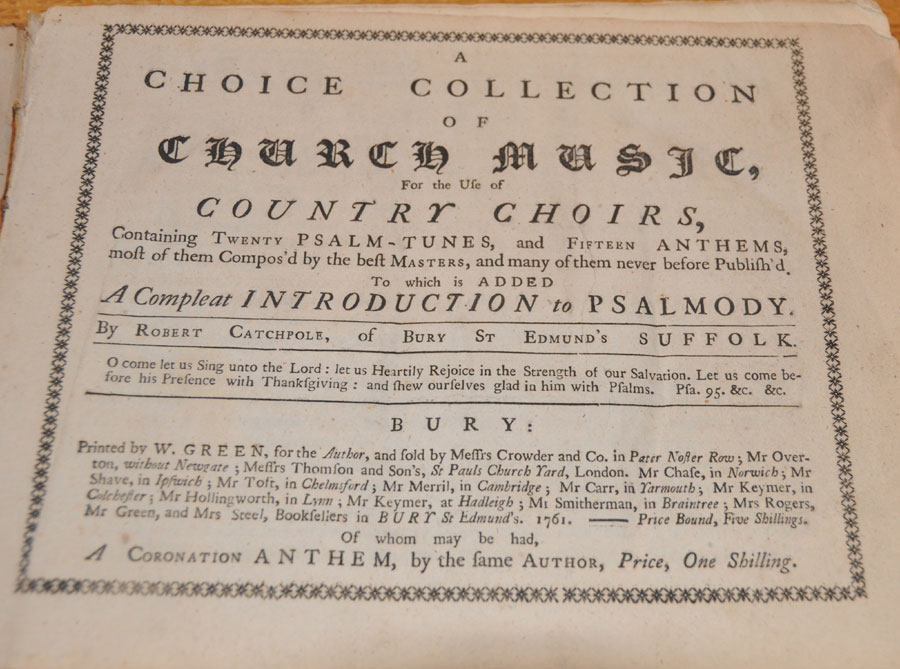 A
CHOICE COLLECTION
OF
CHURCH MUSIC,
For the Uſe of
COUNTRY CHOIRS,
Containing TWENTY PSALM-TUNES, and FIFTEEN ANTHEMS,
moſt of them Compos'd by the beſt MASTERS, and many of them never before Publiſh'd.
To which is ADDED
A Compleat INTRODUCTION to PSALMODY.
By ROBERT CATCHPOLE, of BURY ST EDMUND'S SUFFOLK.
O come let us Sing unto the Lord : let us Heartily Rejoice in the Strength of our Salvation. Let us come be-
fore his Preſence with Thankſgiving : and ſhew ourſelves glad in him with Pſalms. Pſa. 95. &c. &c.
BURY:
Printed by W. GREEN, for the Author, and ſold by Meſſrs Crowder and Co. in Pater Noſter Row ; Mr Over-
ton, without Newgate ; Meſſrs Thomſon and Son's, St Pauls Church Yard, London. Mr Chaſe, in Norwich ; Mr
Shave, in Ipſwich ; Mr Toft, in Chelmsford ; Mr Merril, in Cambridge ; Mr Carr, in Yarmouth ; Mr Keymer, in
Colcheſter ; Mr Hollingworth, in Lynn ; Mr Keymer, at Hadleigh ; Mr Smitherman, in Braintree ; Mrs Rogers,
Mr Green, and Mrs Steel, Bookſellers in BURY St Edmund's. 1761. —— Price Bound, Five Shillings.
Of whom may be had,
A CORONATION ANTHEM, by the ſame AUTHOR, Price, One Shilling.